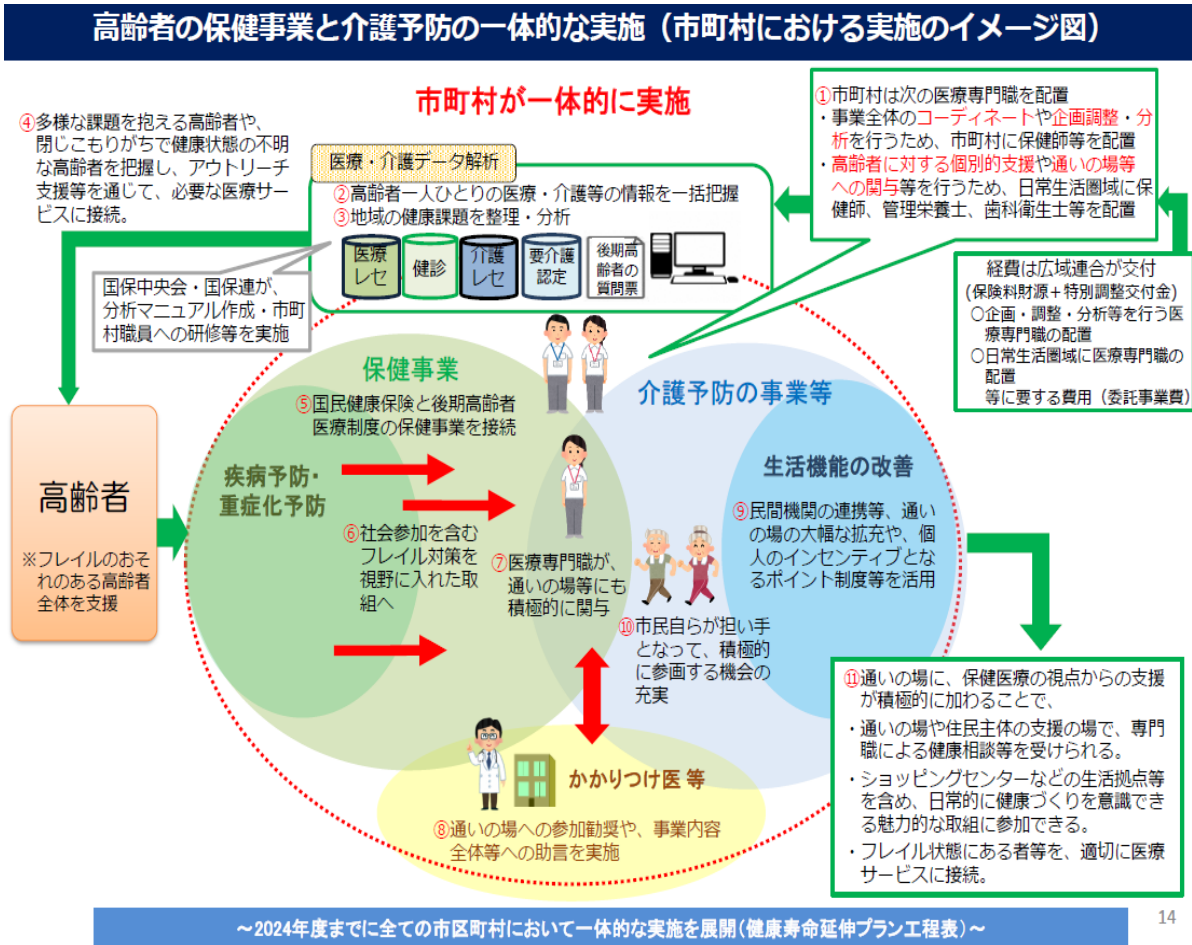 高齢者の保健事業と介護予防の一体的な実施（市町村における実施のイメージ図）
市町村が一体的に実施
①市町村は次の医療専門職を配置
・事業全体のコーディネートや企画調整・分
析を行うため、市町村に保健師等を配置
・高齢者に対する個別的支援や通いの場等
への関与等を行うため、日常生活圏域に保
健師、管理栄養士、歯科衛生士等を配置
④多様な課題を抱える高齢者や、
閉じこもりがちで健康状態の不明
な高齢者を把握し、アウトリーチ
支援等を通じて、必要な医療サー
ビスに接続。
医療・介護データ解析
②高齢者一人ひとりの医療・介護等の情報を一括把握
③地域の健康課題を整理・分析
医療
レセ
健診
介護
レセ
要介護
認定
後期高
齢者の
質問票
国保中央会・国保連が、
分析マニュアル作成・市町
村職員への研修等を実施
経費は広域連合が交付
(保険料財源＋特別調整交付金)
○企画・調整・分析等を行う医
療専門職の配置
○日常生活圏域に医療専門職の
配置
等に要する費用（委託事業費）
保健事業
⑤国民健康保険と後期高齢者
医療制度の保健事業を接続
介護予防の事業等
高齢者
※フレイルのおそ
れのある高齢者
全体を支援
疾病予防・
重症化予防
⑥社会参加を含む
フレイル対策を
視野に入れた取
組へ
⑦医療専門職が、
通いの場等にも
積極的に関与
生活機能の改善
⑨民間機関の連携等、通い
の場の大幅な拡充や、個
人のインセンティブとな
るポイント制度等を活用
⑩市民自らが担い手
となって、積極的
に参画する機会の
充実
かかりつけ医 等
⑧通いの場への参加勧奨や、事業内容
全体等への助言を実施
⑪通いの場に、保健医療の視点からの支援
が積極的に加わることで、
・通いの場や住民主体の支援の場で、専門
職による健康相談等を受けられる。
・ショッピングセンターなどの生活拠点等
を含め、日常的に健康づくりを意識でき
る魅力的な取組に参加できる。
・フレイル状態にある者等を、適切に医療
サービスに接続。
～2024年度までに全ての市区町村において一体的な実施を展開(健康寿命延伸プラン工程表)～
14